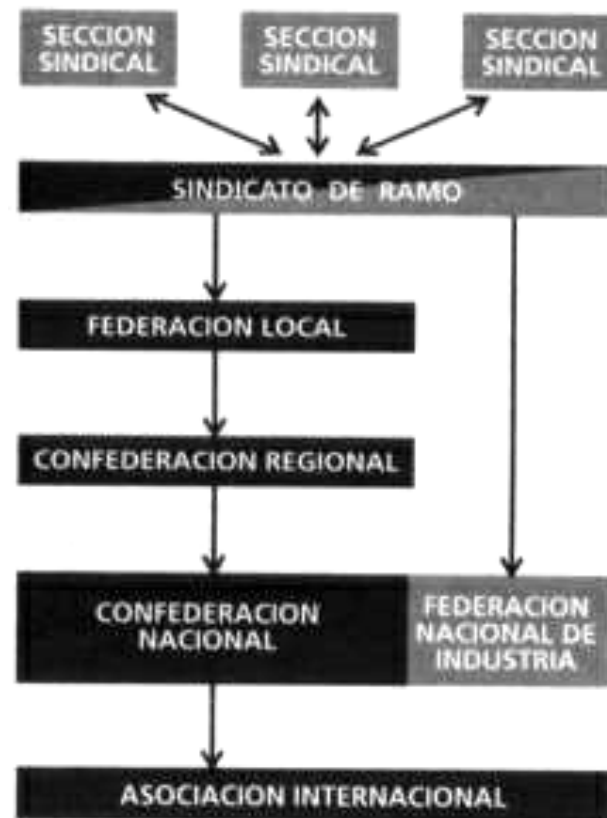 SECCION
SINDICAL
SECCION
SINDICAL
SECCION
SINDICAL
SINDICATO DE RAMO
FEDERACION LOCAL
CONFEDERACION REGIONAL
CONFEDERACION
NACIONAL
FEDERACION
NACIONAL DE
INDUSTRIA
ASOCIACION INTERNACIONAL